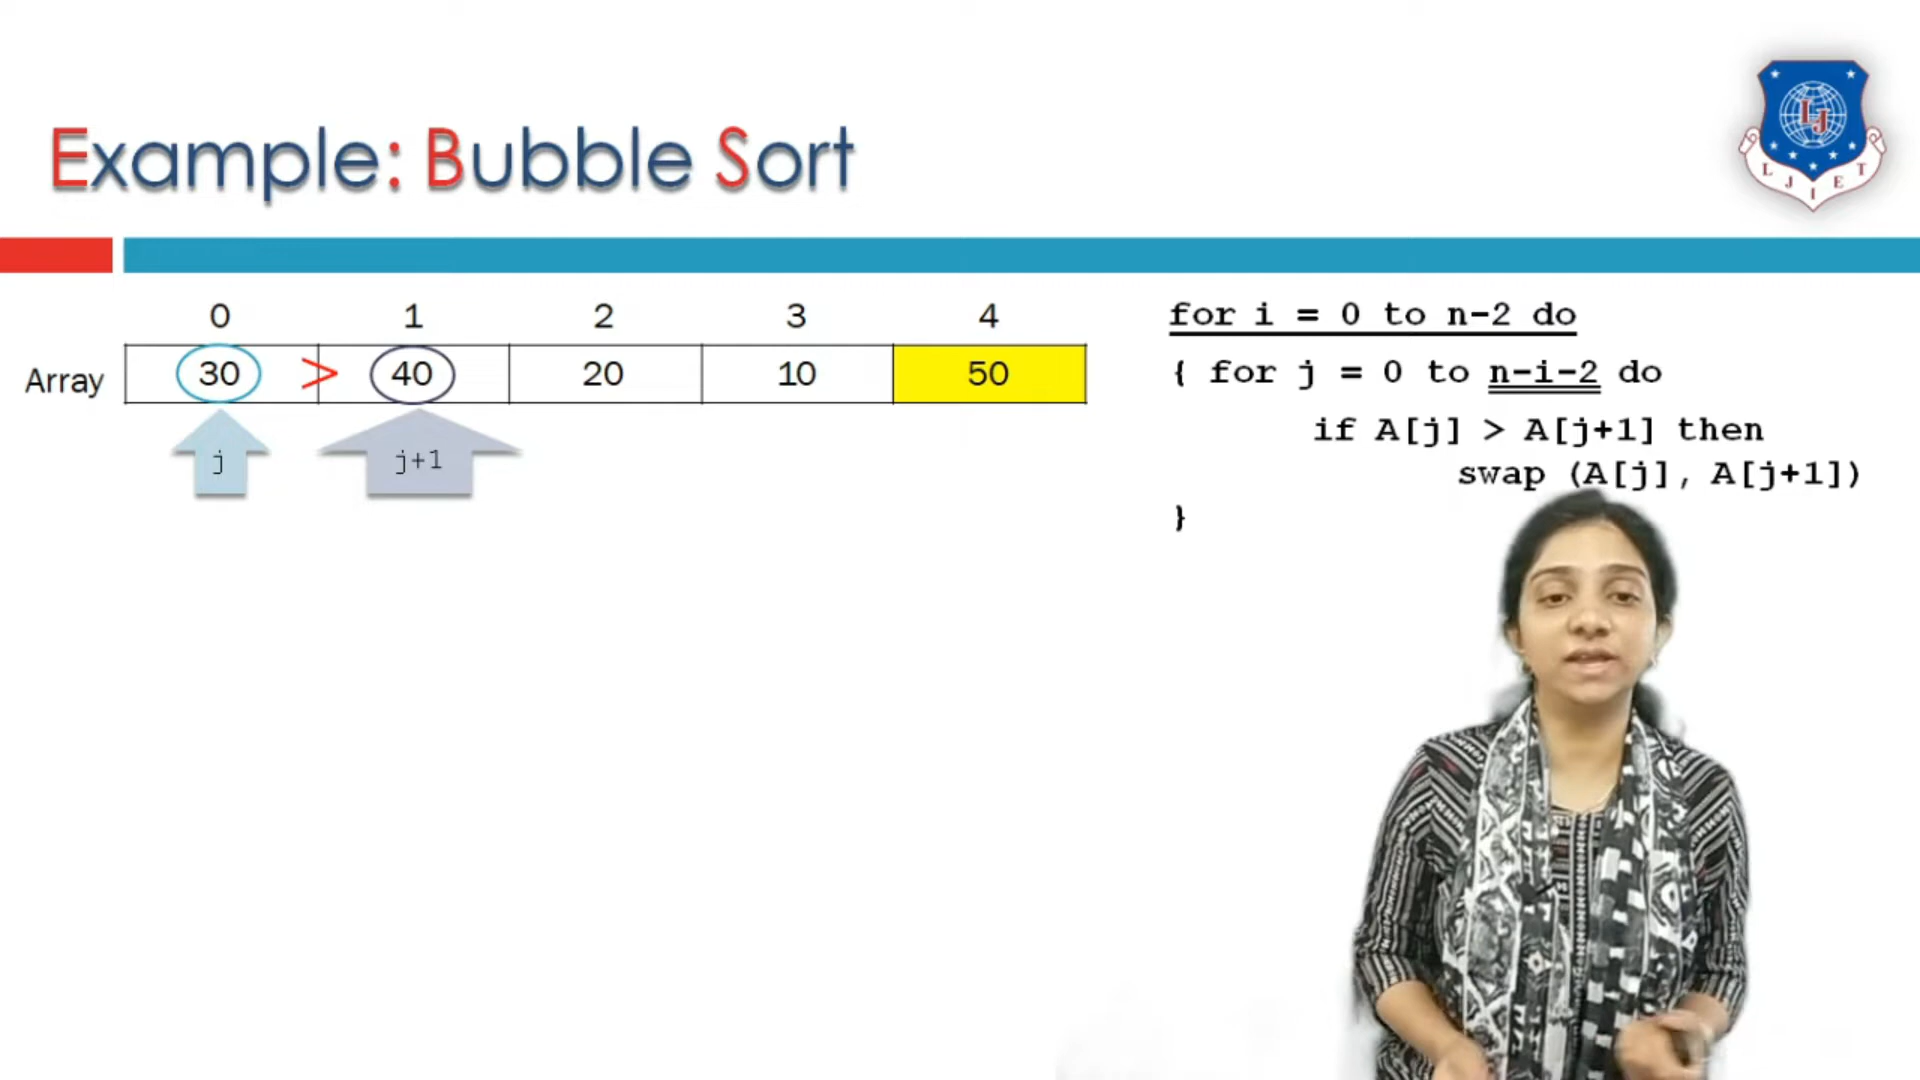 Example: Bubble Sort
LJIET
0 1 2 3 4
Array 30 > 40 20 10 50
j j+1
for i = 0 to n-2 do
{ for j = 0 to n-i-2 do
if A[j] > A[j+1] then
swap (A[j], A[j+1])
}